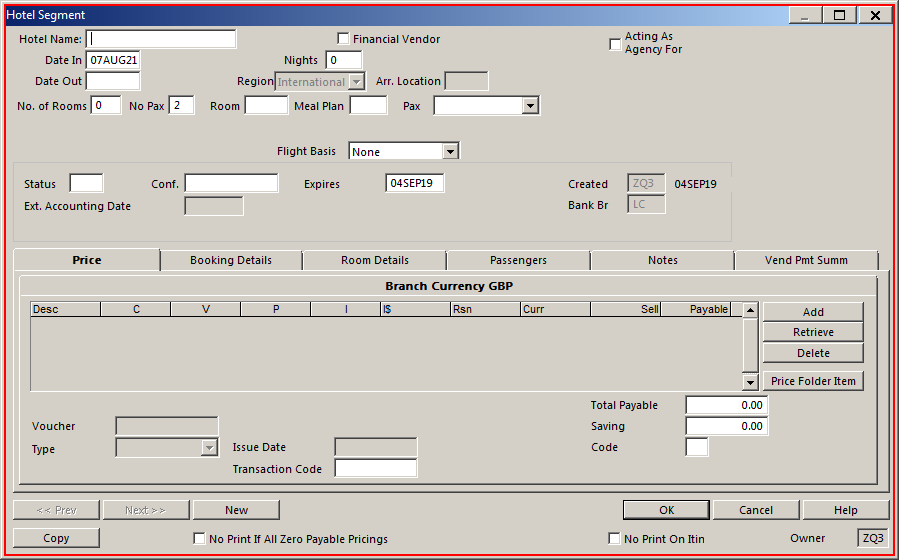 Hotel Segment
Hotel Name: Financial Vendor Acting As
Agency For
Date In 07AUG21 Nights 0
Date Out Region International Arr. Location
No. of Rooms 0 No Pax 2 Room Meal Plan Pax
Flight Basis None
Status Conf. Expires 04SEP19 Created ZQ3 04SEP19
Ext. Accounting Date Bank Br LC
Price Booking Details Room Details Passengers Notes Vend Pmt Summ
Branch Currency GBP
Desc C V P I I$ Rsn Curr Sell Payable
Add
Retrieve
Delete
Price Folder Item
Total Payable 0.00
Voucher Saving 0.00
Type Issue Date Code
Transaction Code
<< Prev Next >> New OK Cancel Help
Copy No Print If All Zero Payable Pricings No Print On Itin Owner ZQ3